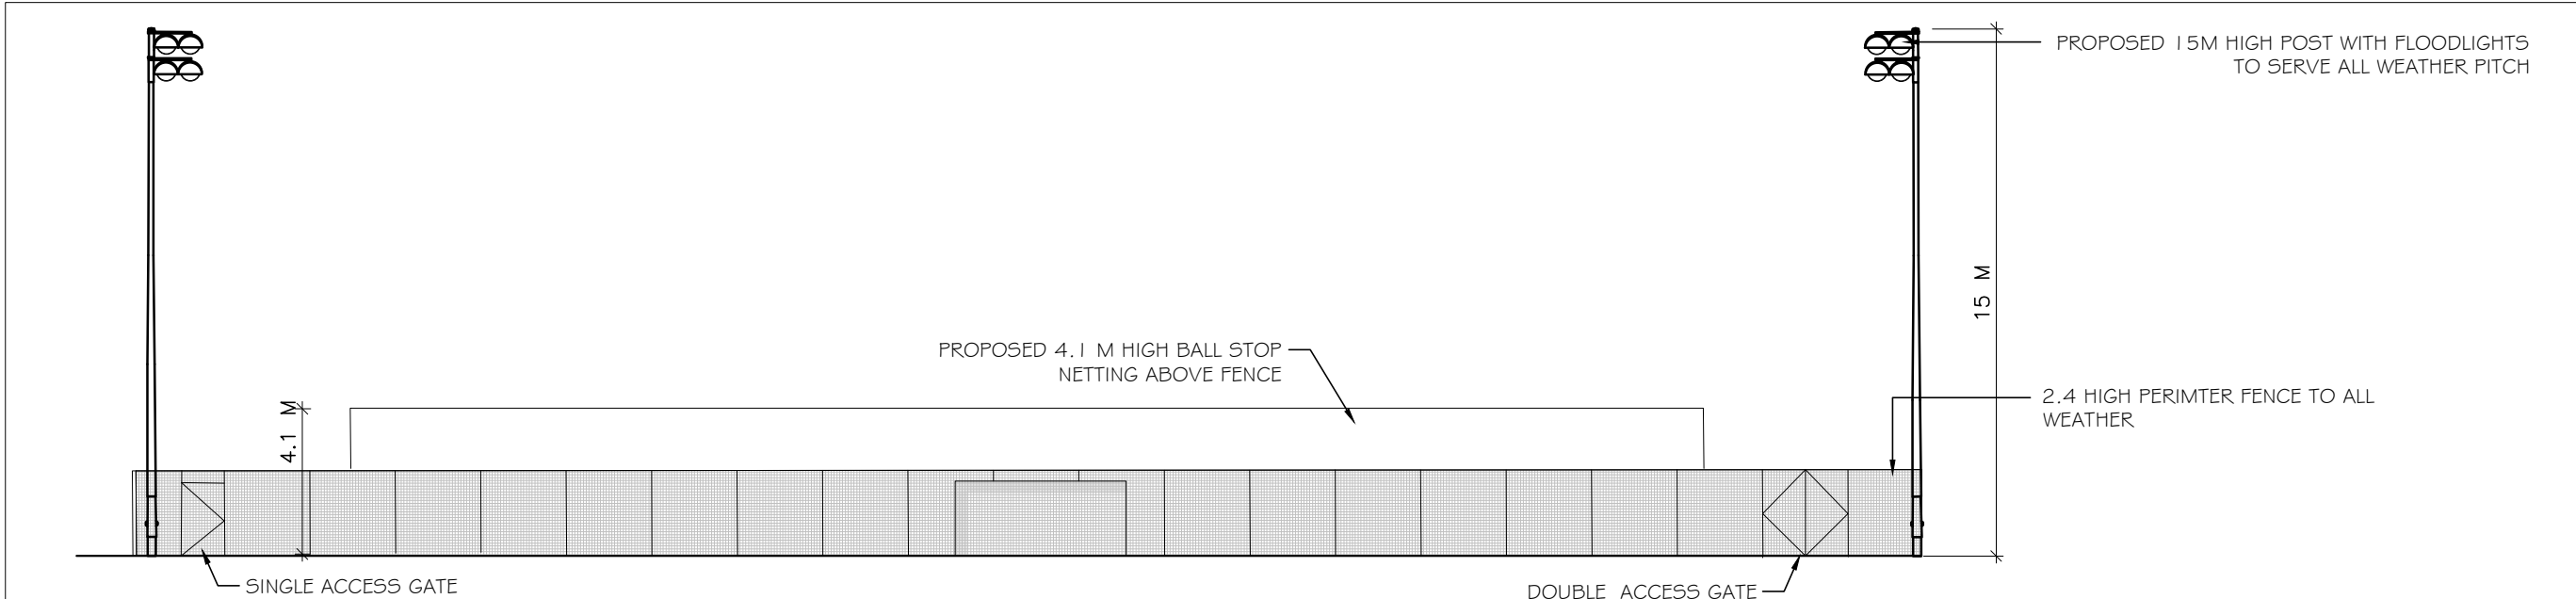 PROPOSED 15M HIGH POST WITH FLOODLIGHTS
TO SERVE ALL WEATHER PITCH
15 M
PROPOSED 4.1 M HIGH BALL STOP
NETTING ABOVE FENCE
2.4 HIGH PERIMTER FENCE TO ALL
WEATHER
4.1 M
SINGLE ACCESS GATE
DOUBLE ACCESS GATE